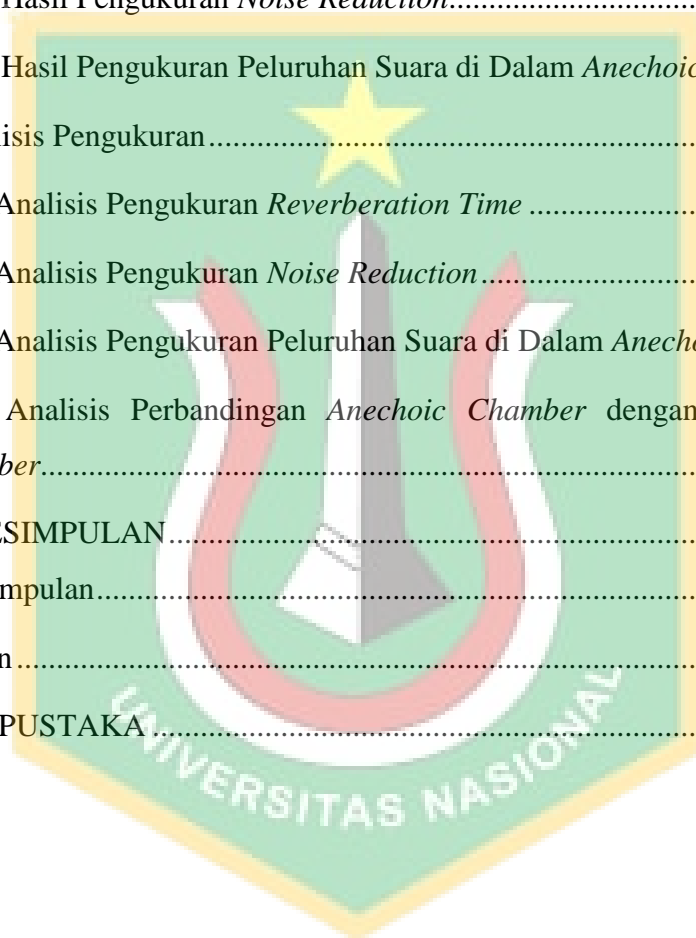 Hasil Pengukuran Noise Reduction
Hasil Pengukuran Peluruhan Suara di Dalam Anechoic
isis Pengukuran
Analisis Pengukuran Reverberation Time
Analisis Pengukuran Noise Reduction
Analisis Pengukuran Peluruhan Suara di Dalam Anecho
Analisis Perbandingan Anechoic Chamber dengan
ber
ESIMPULAN
mpulan
n
PUSTAKA
UNIVERSITAS NASIONAL